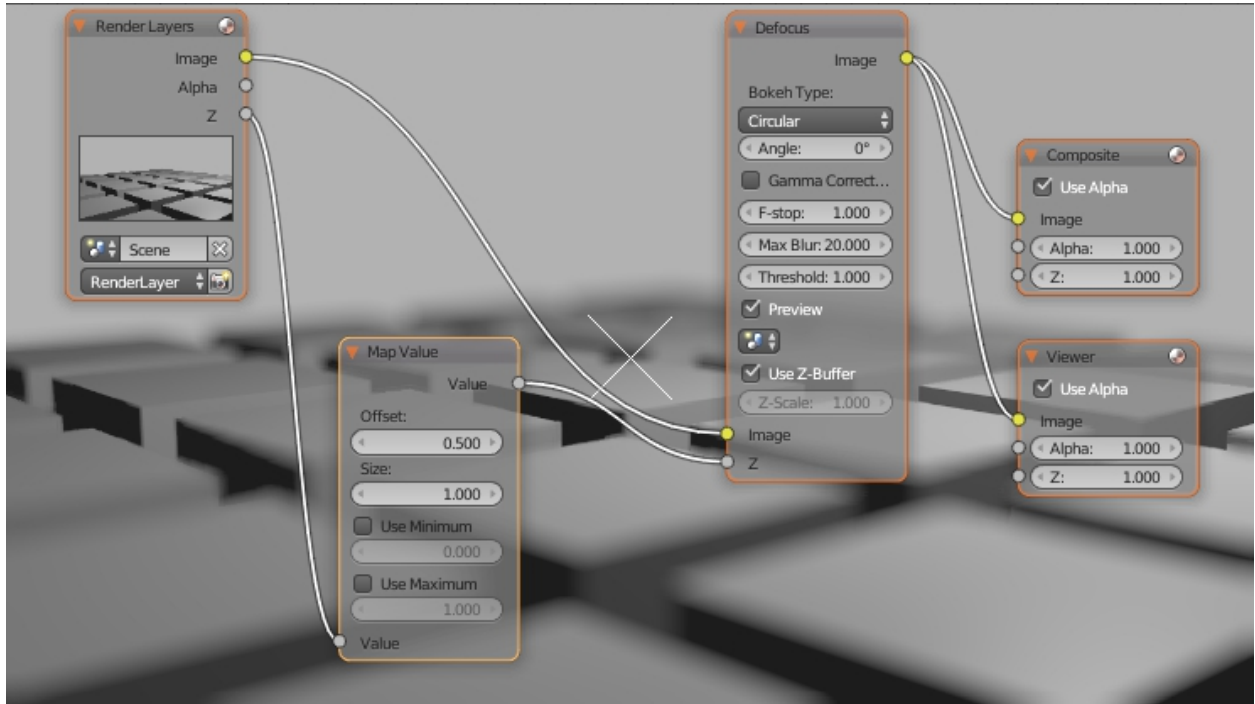 Render Layers
Image
Alpha
Z
Scene
RenderLayer
Map Value
Value
Offset:
0.500
Size:
1.000
Use Minimum
0.000
Use Maximum
1.000
Value
Defocus
Image
Bokeh Type:
Circular
Angle: 0°
Gamma Correct...
F-stop: 1.000
Max Blur: 20.000
Threshold: 1.000
Preview
Use Z-Buffer
Z-Scale: 1.000
Image
Z
Composite
Use Alpha
Image
Alpha: 1.000
Z: 1.000
Viewer
Use Alpha
Image
Alpha: 1.000
Z: 1.000